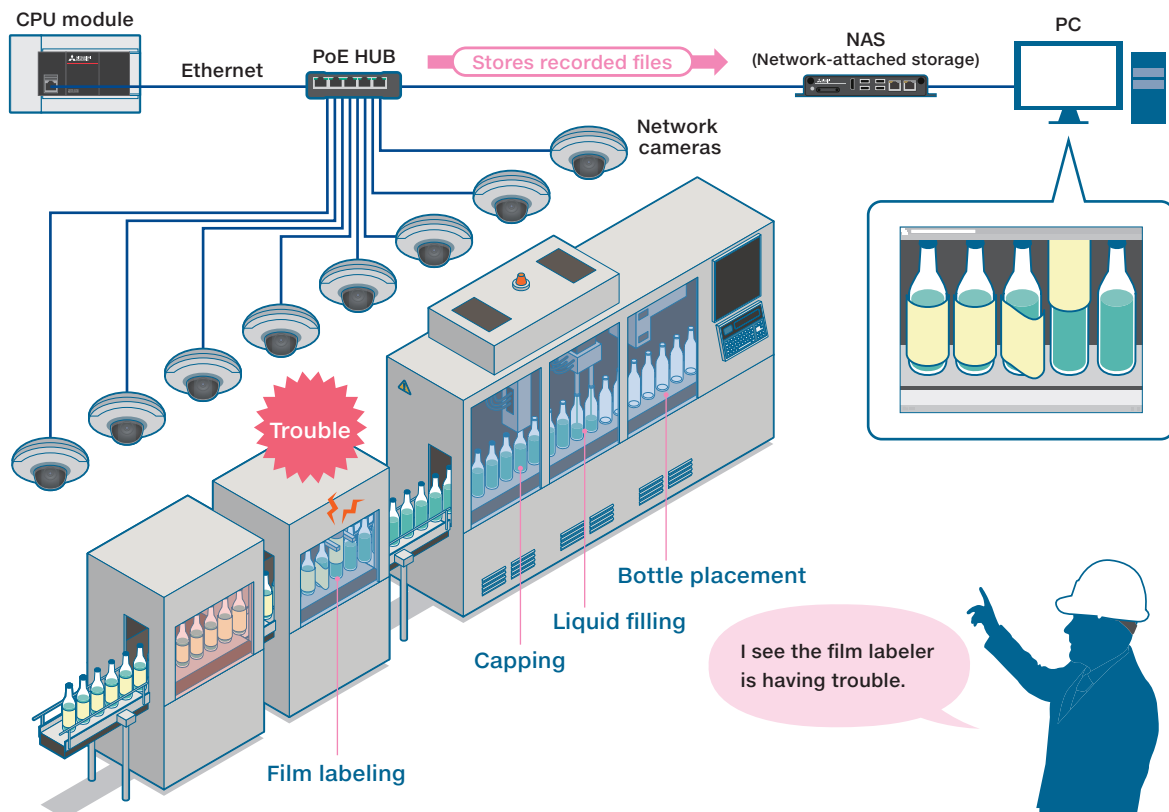 CPU module
Ethernet
PoE HUB
Stores recorded files
NAS
(Network-attached storage)
PC
Network
cameras
Trouble
Bottle placement
Liquid filling
Capping
Film labeling
I see the film labeler
is having trouble.